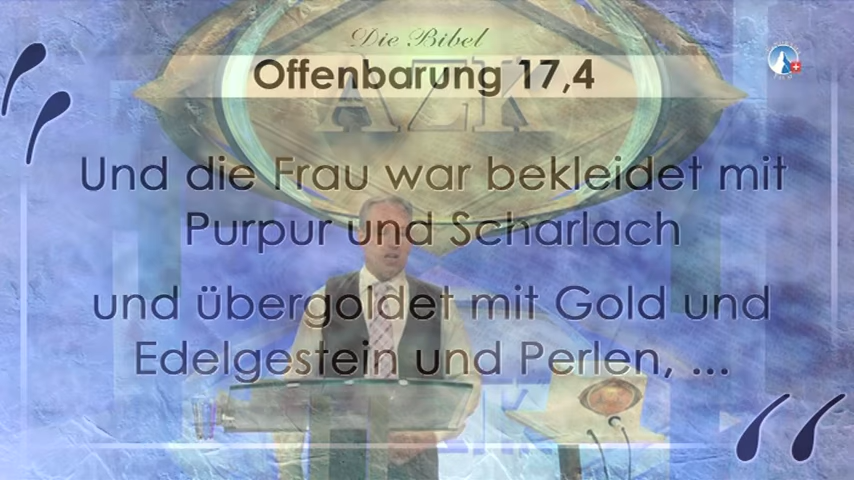 Die Bibel
Offenbarung 17,4
AZK
Und die Frau war bekleidet mit
Purpur und Scharlach
und übergoldet mit Gold und
Edelgestein und Perlen, ...